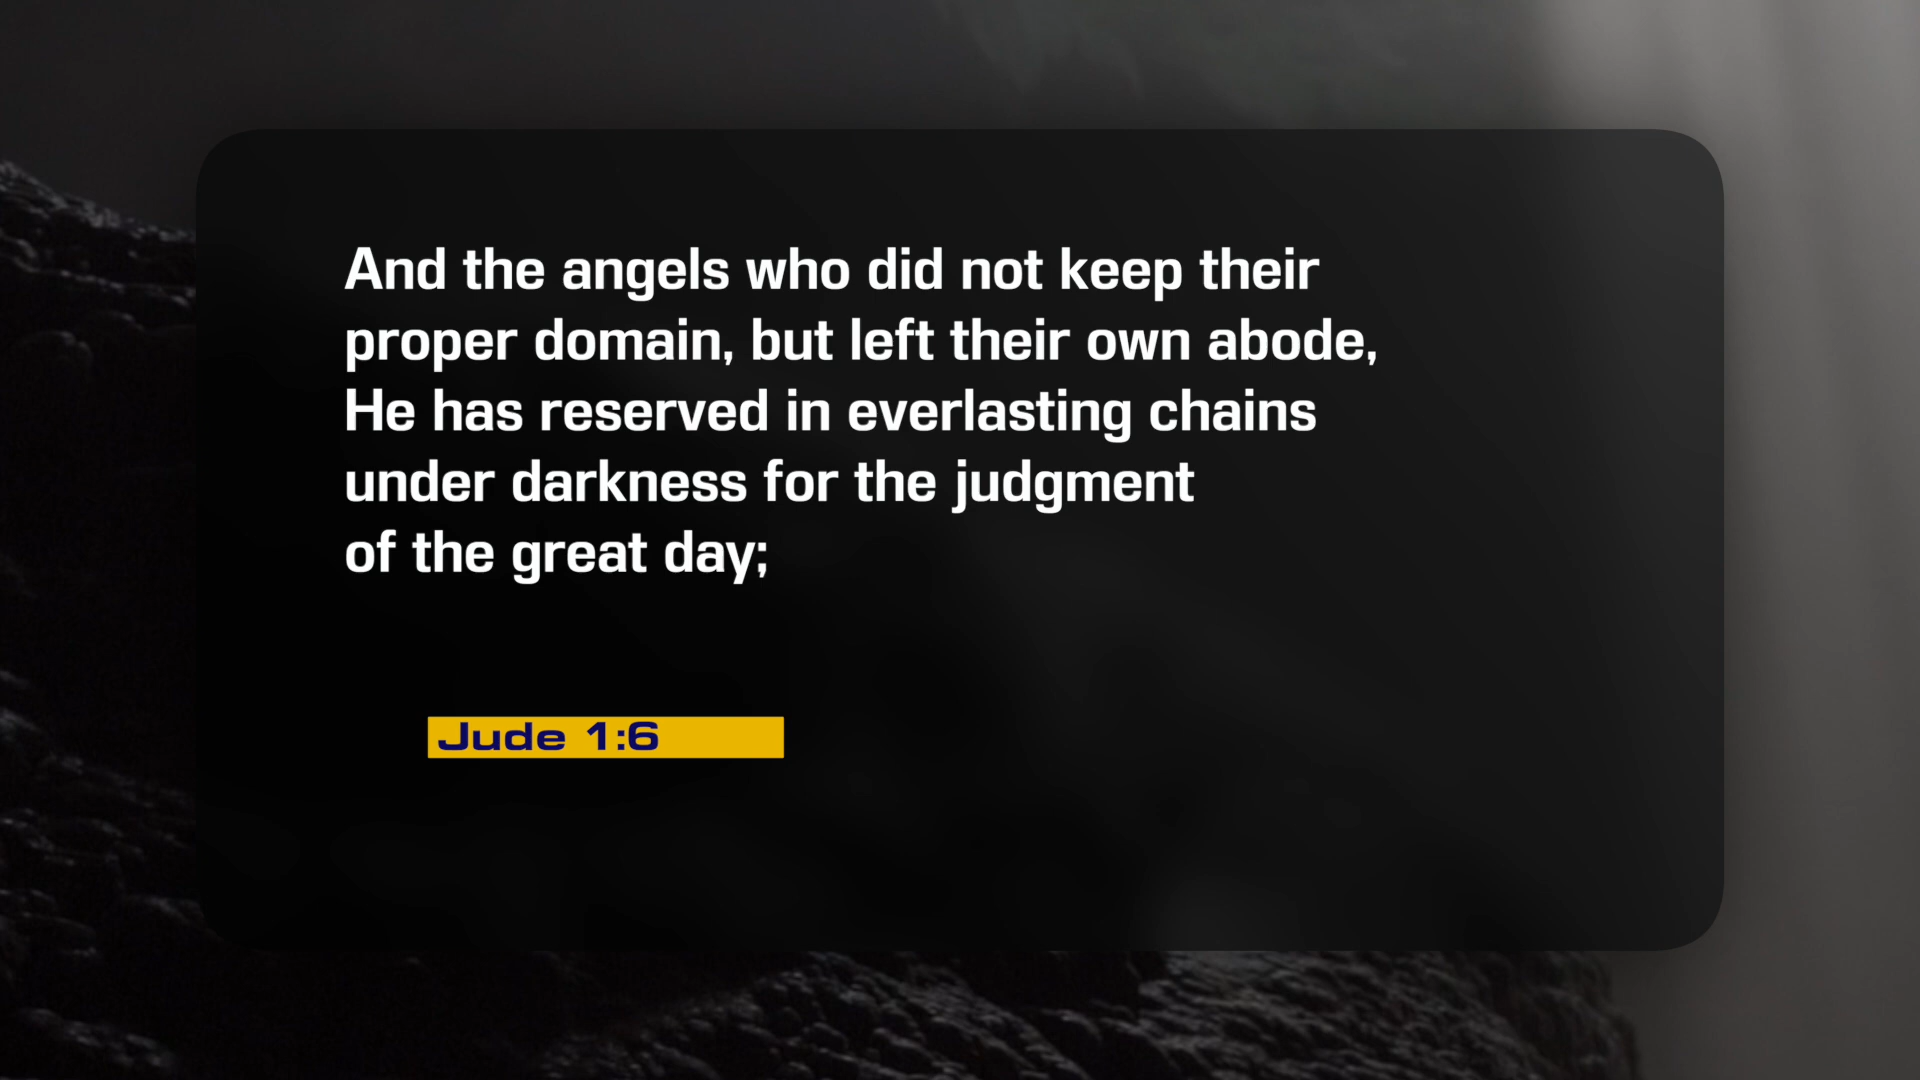 And the angels who did not keep their
proper domain, but left their own abode,
He has reserved in everlasting chains
under darkness for the judgment
of the great day;
Jude 1:6